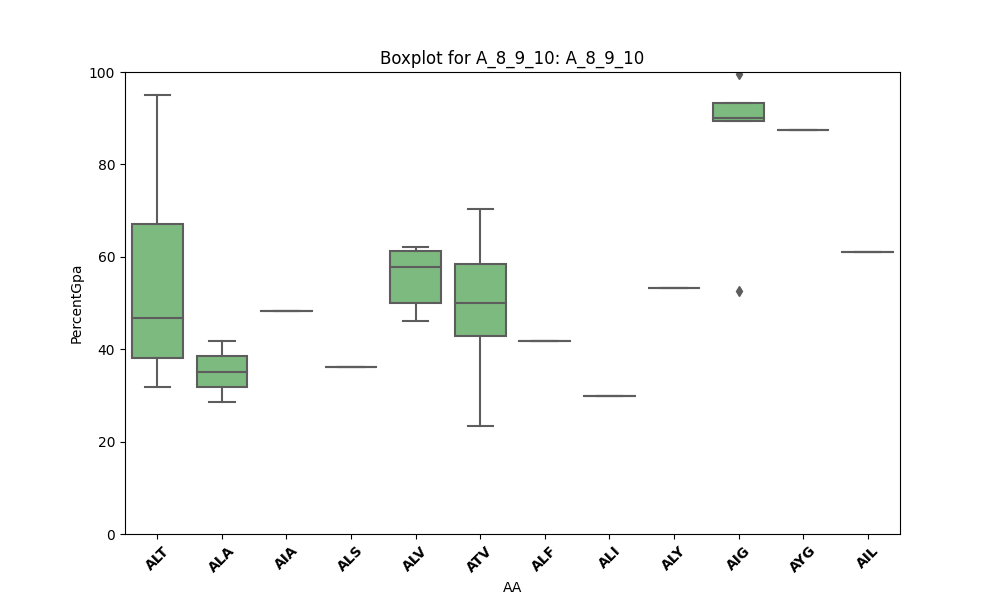 Boxplot for A_8_9_10: A_8_9_10
100
80
60
40
20
0
PercentGpa
ALT
ALA
AIA
ALS
ALV
ATV
ALF
ALI
ALY
AIG
AYG
AIL
AA